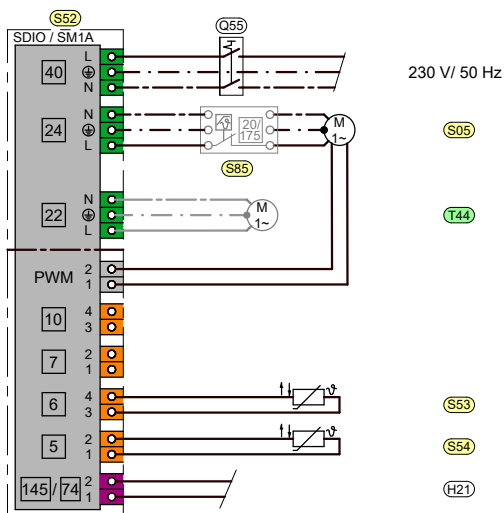 S52
Q55
SDIO / SM1A
40
L
N
230 V/ 50 Hz
24
N
L
ϑ
20/
175
M
1~
S05
S85
22
N
L
M
1~
T44
PWM
2
1
10
4
3
7
2
1
6
4
3
ϑ
S53
5
2
1
ϑ
S54
145 / 74
2
1
H21